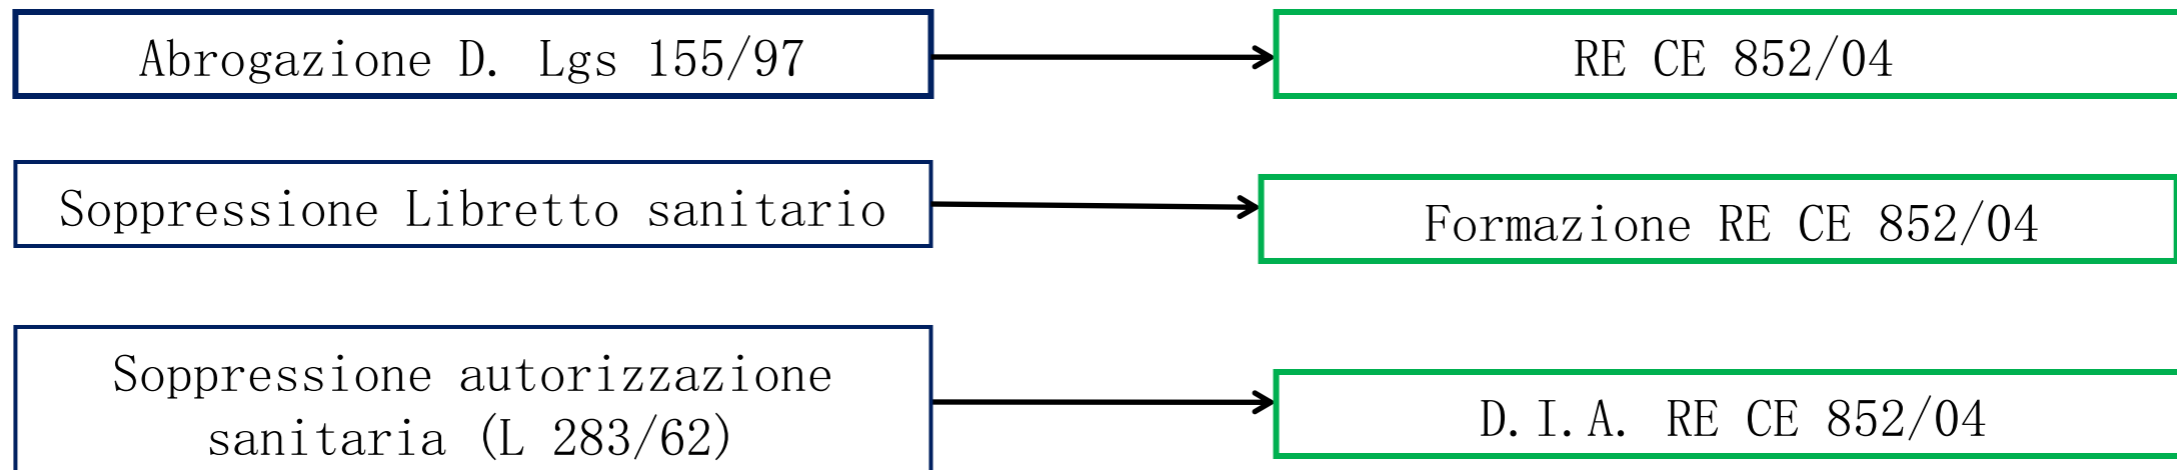 Abrogazione D. Lgs 155/97
RE CE 852/04
Soppressione Libretto sanitario
Formazione RE CE 852/04
Soppressione autorizzazione
sanitaria (L 283/62)
D.I.A. RE CE 852/04